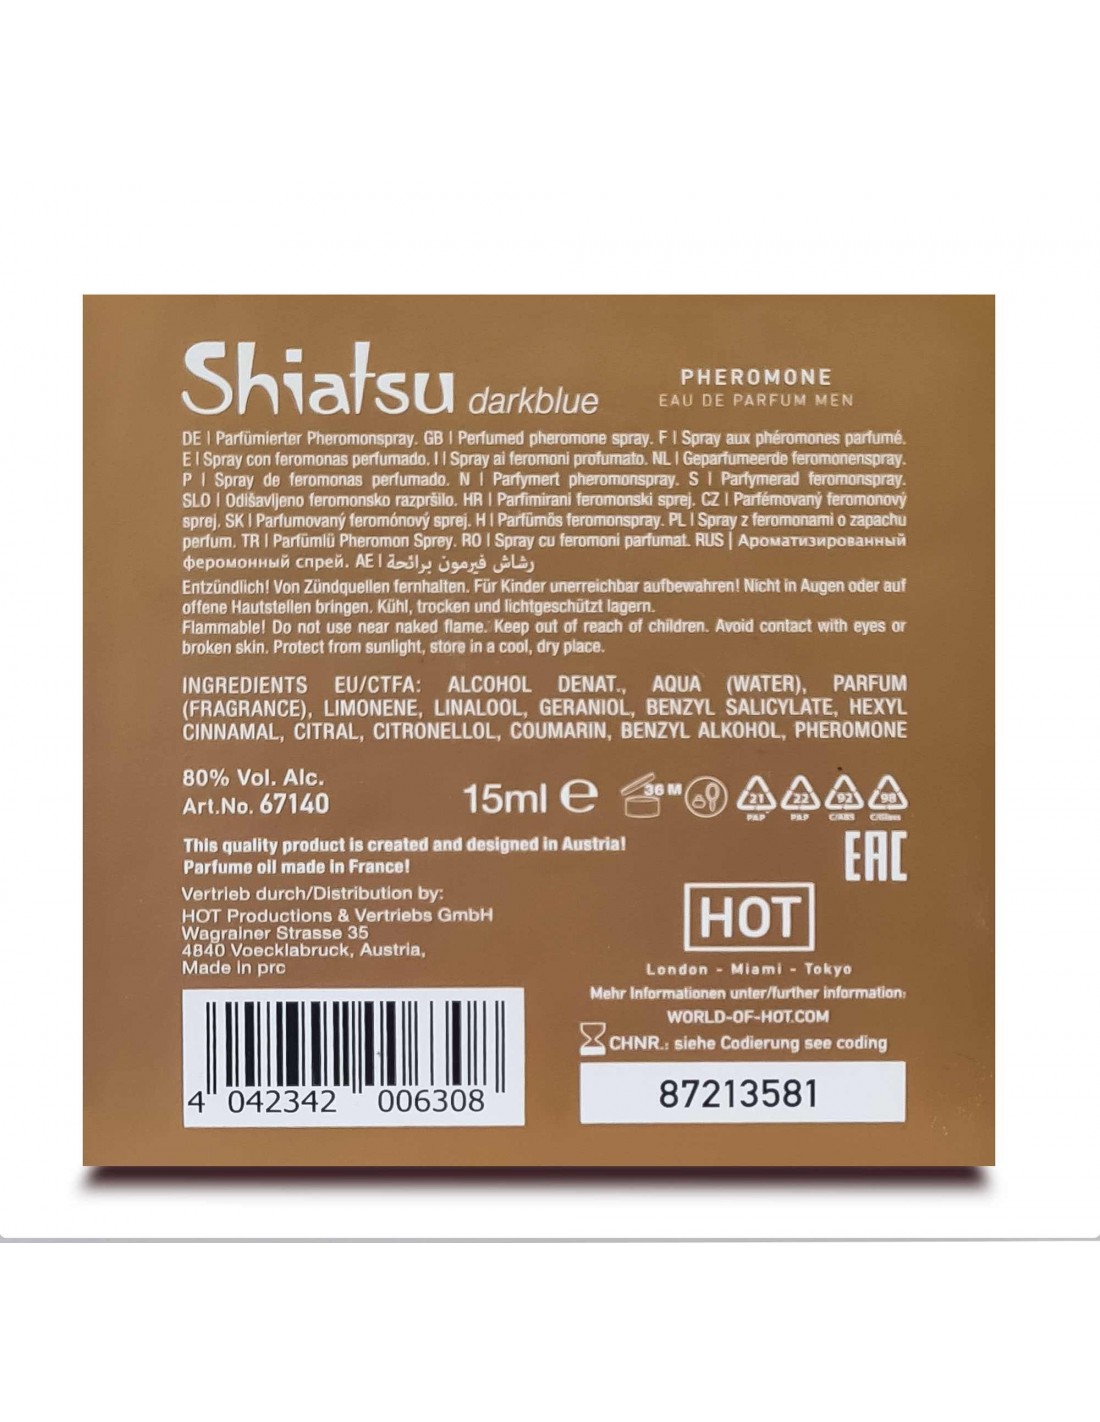 Shiatsu darkblue
PHEROMONE
EAU DE PARFUM MEN
DE | Parfümierter Pheromonspray. GB | Perfumed pheromone spray. F | Spray aux phéromones parfumé.
E | Spray con feromonas perfumado. I | Spray ai feromoni profumato. NL | Geparfumeerde feromonenspray.
P | Spray de feromonas perfumado. N | Parfymert pheromonspray. S | Parfymerad feromonspray.
SLO | Odišavljeno feromonsko razpršilo. HR | Parfimirani feromonski sprej. CZ | Parfémovaný feromonový
sprej. SK | Parfumovaný feromónový sprej. H | Parfümös feromonspray. PL | Spray z feromonami o zapachu
perfum. TR | Parfümlü Pheromon Sprey. RO | Spray cu feromoni parfumat. RUS | Ароматизированный
феромонный спрей. AE | رشاش فيرمون برائحة
Entzündlich! Von Zündquellen fernhalten. Für Kinder unerreichbar aufbewahren! Nicht in Augen oder auf
offene Hautstellen bringen. Kühl, trocken und lichtgeschützt lagern.
Flammable! Do not use near naked flame. Keep out of reach of children. Avoid contact with eyes or
broken skin. Protect from sunlight, store in a cool, dry place.
INGREDIENTS EU/CTFA: ALCOHOL DENAT., AQUA (WATER), PARFUM
(FRAGRANCE), LIMONENE, LINALOOL, GERANIOL, BENZYL SALICYLATE, HEXYL
CINNAMAL, CITRAL, CITRONELLOL, COUMARIN, BENZYL ALKOHOL, PHEROMONE
80% Vol. Alc.
Art.No. 67140
15ml e
36 M
21 PAP
22 PAP
92 C/ABS
98 C/Glass
EAC
This quality product is created and designed in Austria!
Parfume oil made in France!
Vertrieb durch/Distribution by:
HOT Productions & Vertriebs GmbH
Wagrainer Strasse 35
4840 Voecklabruck, Austria,
Made in prc
HOT
London - Miami - Tokyo
Mehr Informationen unter/further information:
WORLD-OF-HOT.COM
CHNR.: siehe Codierung see coding
87213581
4 042342 006308